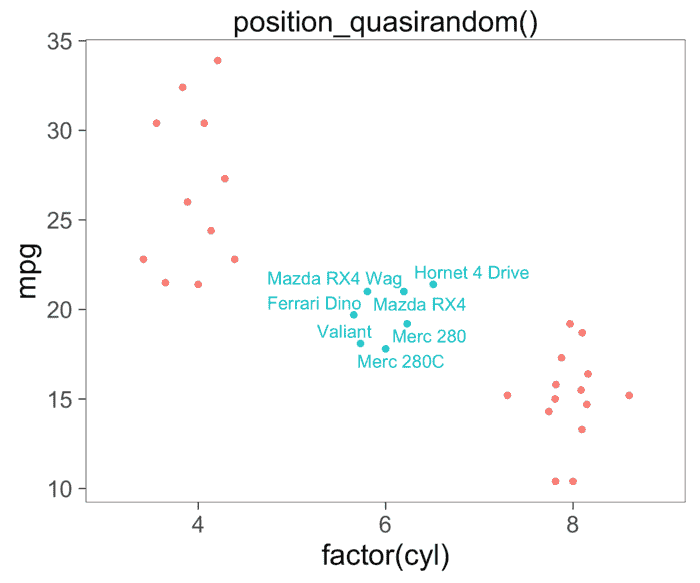 position_quasirandom()
35
30
25
20
15
10
mpg
Hornet 4 Drive
Mazda RX4 Wag
Ferrari Dino
Mazda RX4
Valiant
Merc 280
Merc 280C
4
6
8
factor(cyl)